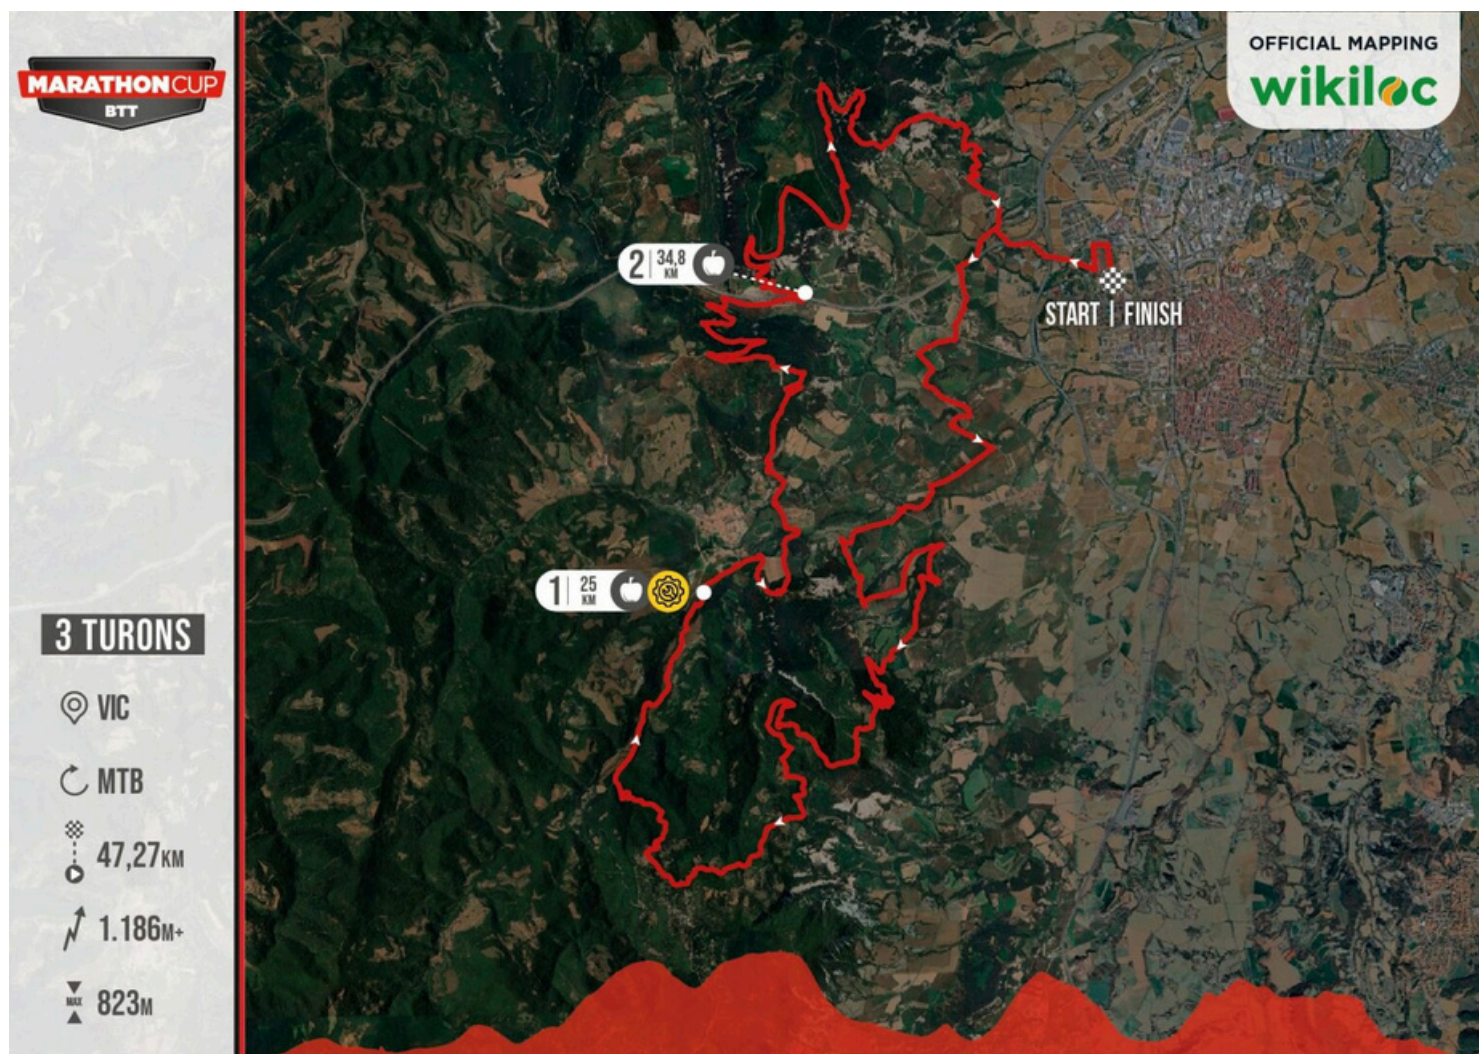 MARATHONCUP
BTT
OFFICIAL MAPPING
wikiloc
2 34,8 KM
START | FINISH
1 25 KM
3 TURONS
VIC
MTB
47,27KM
1.186M+
MAX 823M